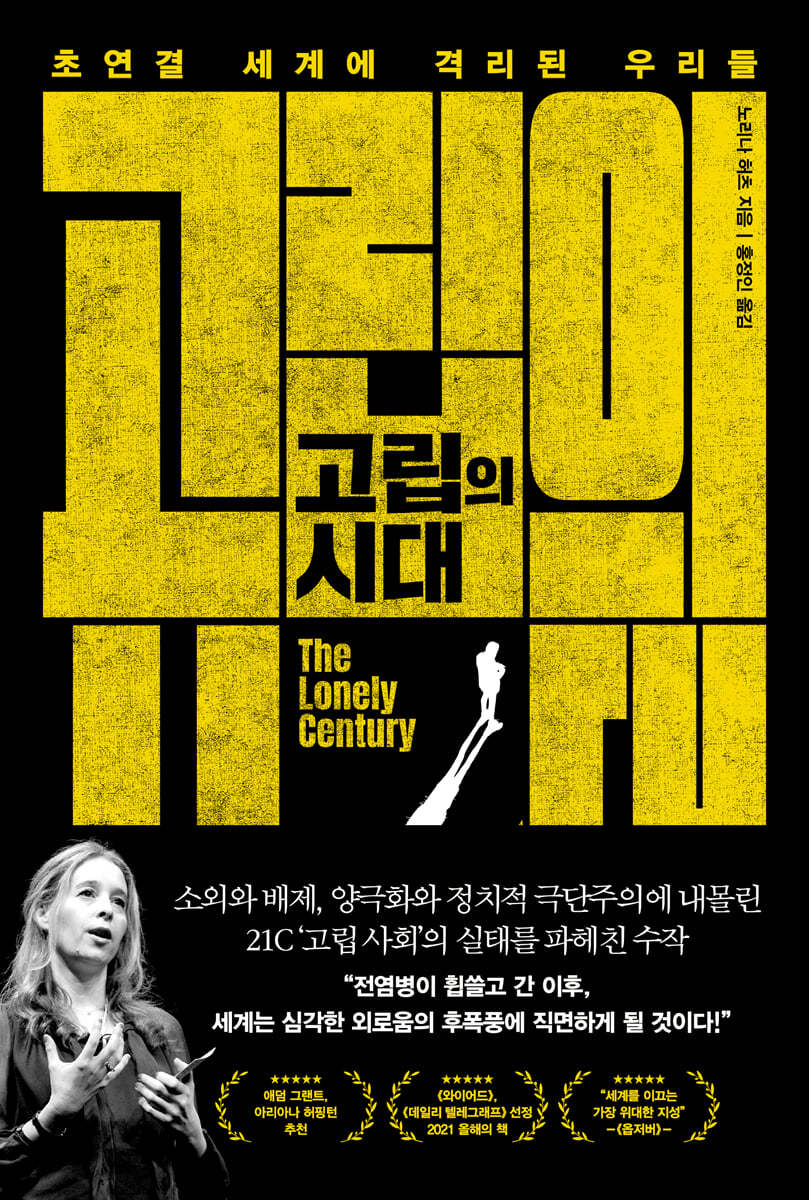 초연결 세계에 격리된 우리들
노리나 허츠 지음 | 홍정인 옮김
고립의
시대
The
Lonely
Century
소외와 배제, 양극화와 정치적 극단주의에 내몰린
21C ‘고립 사회’의 실태를 파헤친 수작
“전염병이 휩쓸고 간 이후,
세계는 심각한 외로움의 후폭풍에 직면하게 될 것이다!”
★★★★★
애덤 그랜트,
아리아나 허핑턴
추천
★★★★★
《와이어드》,
《데일리 텔레그래프》 선정
2021 올해의 책
★★★★★
“세계를 이끄는
가장 위대한 지성”
–《옵저버》–